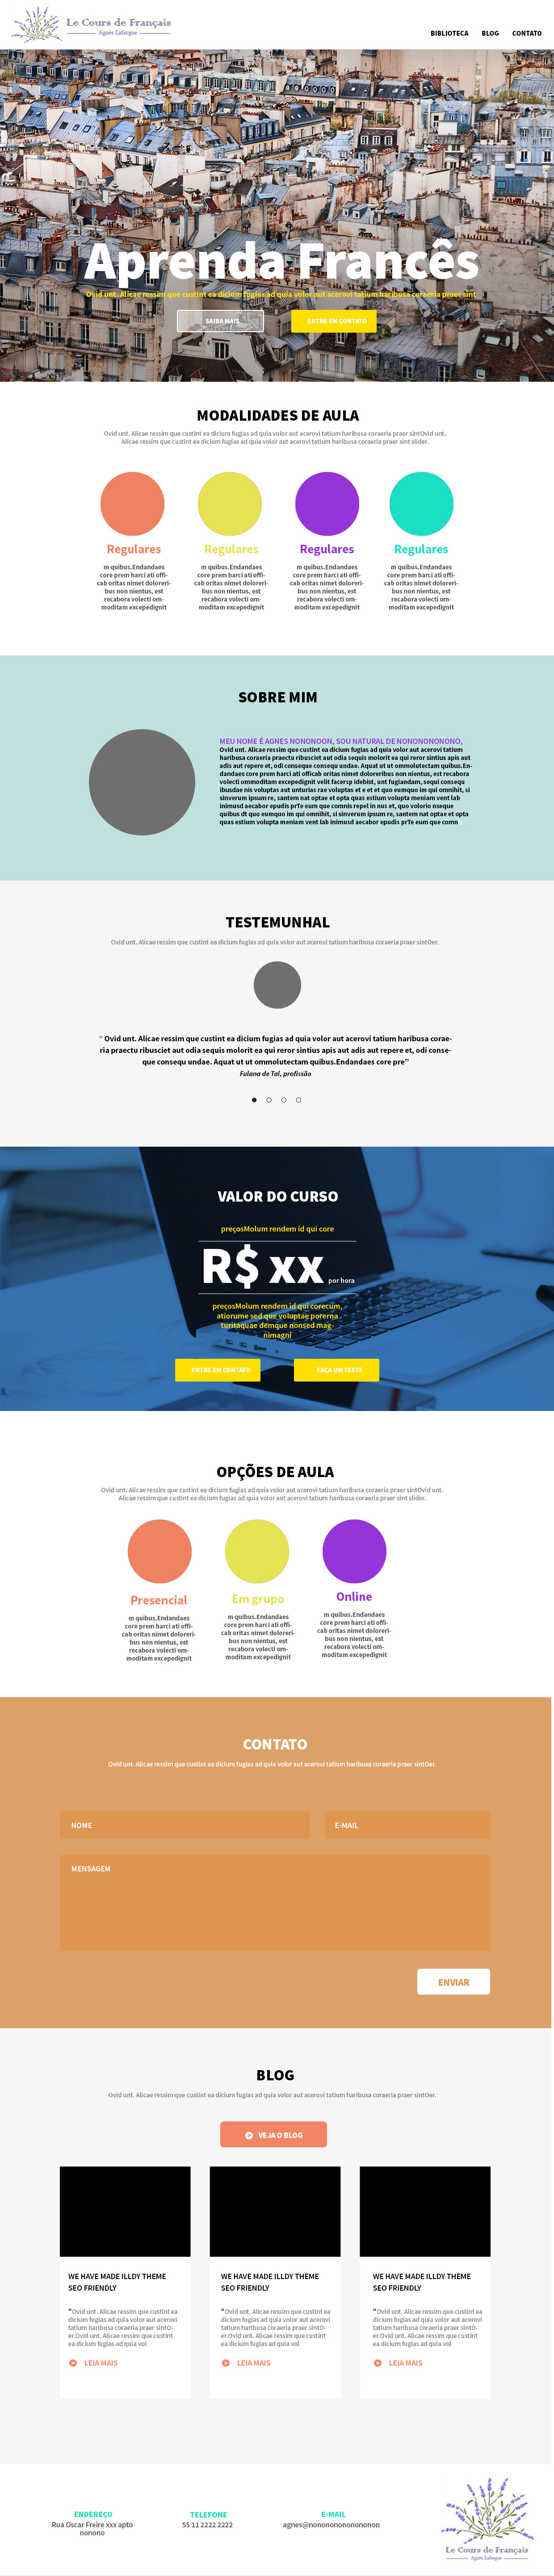 Le Cours de Français
Agnès Lafargue
BIBLIOTECA BLOG CONTATO
Aprenda Francês
Ovid unt. Alicae ressim que custint ea dicium fugias ad quia volor aut acerovi tatium haribusa coraeria praer sint
SAIBA MAIS
ENTRE EM CONTATO
MODALIDADES DE AULA
Ovid unt. Alicae ressim que custint ea dicium fugias ad quia volor aut acerovi tatium haribusa coraeria praer sintOvid unt.
Alicae ressim que custint ea dicium fugias ad quia volor aut acerovi tatium haribusa coraeria praer sint slider.
Regulares
m quibus.Endandaes
core prem harci ati offi-
cab oritas nimet dolореri-
bus non nientus, est
recabora volecti om-
moditam excepedignit
Regulares
m quibus.Endandaes
core prem harci ati offi-
cab oritas nimet doloreri-
bus non nientus, est
recabora volecti om-
moditam excepedignit
Regulares
m quibus.Endandaes
core prem harci ati offi-
cab oritas nimet doloreri-
bus non nientus, est
recabora volecti om-
moditam excepedignit
Regulares
m quibus.Endandaes
core prem harci ati offi-
cab oritas nimet doloreri-
bus non nientus, est
recabora volecti om-
moditam excepedignit
SOBRE MIM
MEU NOME É AGNES NONONOON, SOU NATURAL DE NONONONONONO,
Ovid unt. Alicae ressim que custint ea dicium fugias ad quia volor aut acerovi tatium
haribusa coraeria praectu ribusciet aut odia sequis molorit ea qui reror sintius apis aut
adis aut repere et, odi conseque consequ undae. Aquat ut ut ommolutectam quibus.En-
dandaes core prem harci ati officab oritas nimet doloreribus non nientus, est recabora
volecti ommoditam excepedignit velit facersp idebist, unt fugiandam, sequi consequ
ibusdae nis voluptas aut unturias rae voluptas et e et et quo eumquo im qui omnihit, si
sinverum ipsum re, santem nat optae et opta quas estium volupta meniam vent lab
inimusd aecabor epudis prTe eum que comnis repel in nus et, quo volorio nseque
quibus dt quo eumquo im qui omnihit, si sinverum ipsum re, santem nat optae et opta
quas estium volupta meniam vent lab inimusd aecabor epudis prTe eum que comn
TESTEMUNHAL
Ovid unt. Alicae ressim que custint ea dicium fugias ad quia volor aut acerovi tatium haribusa coraeria praer sintOer.
“ Ovid unt. Alicae ressim que custint ea dicium fugias ad quia volor aut acerovi tatium haribusa corae-
ria praectu ribusciet aut odia sequis molorit ea qui reror sintius apis aut adis aut repere et, odi conse-
que consequ undae. Aquat ut ut ommolutectam quibus.Endandaes core pre”
Fulana de Tal, profissão
VALOR DO CURSO
preçosMolum rendem id qui core
R$ xx por hora
preçosMolum rendem id qui corecum,
atiorume sed que voluptae porerna
turitaquae demque nonsed mag-
nimagni
ENTRE EM CONTATO
FAÇA UM TESTE
OPÇÕES DE AULA
Ovid unt. Alicae ressim que custint ea dicium fugias ad quia volor aut acerovi tatium haribusa coraeria praer sintOvid unt.
Alicae ressim que custint ea dicium fugias ad quia volor aut acerovi tatium haribusa coraeria praer sint slider.
Presencial
m quibus.Endandaes
core prem harci ati offi-
cab oritas nimet doloreri-
bus non nientus, est
recabora volecti om-
moditam excepedignit
Em grupo
m quibus.Endandaes
core prem harci ati offi-
cab oritas nimet doloreri-
bus non nientus, est
recabora volecti om-
moditam excepedignit
Online
m quibus.Endandaes
core prem harci ati offi-
cab oritas nimet doloreri-
bus non nientus, est
recabora volecti om-
moditam excepedignit
CONTATO
Ovid unt. Alicae ressim que custint ea dicium fugias ad quia volor aut acerovi tatium haribusa coraeria praer sintOer.
NOME
E-MAIL
MENSAGEM
ENVIAR
BLOG
Ovid unt. Alicae ressim que custint ea dicium fugias ad quia volor aut acerovi tatium haribusa coraeria praer sintOer.
VEJA O BLOG
WE HAVE MADE ILLDY THEME
SEO FRIENDLY
“Ovid unt. Alicae ressim que custint ea
dicium fugias ad quia volor aut acerovi
tatium haribusa coraeria praer sintO-
er.Ovid unt. Alicae ressim que custint
ea dicium fugias ad quia vol
LEIA MAIS
WE HAVE MADE ILLDY THEME
SEO FRIENDLY
“Ovid unt. Alicae ressim que custint ea
dicium fugias ad quia volor aut acerovi
tatium haribusa coraeria praer sintO-
er.Ovid unt. Alicae ressim que custint
ea dicium fugias ad quia vol
LEIA MAIS
WE HAVE MADE ILLDY THEME
SEO FRIENDLY
“Ovid unt. Alicae ressim que custint ea
dicium fugias ad quia volor aut acerovi
tatium haribusa coraeria praer sintO-
er.Ovid unt. Alicae ressim que custint
ea dicium fugias ad quia vol
LEIA MAIS
ENDEREÇO
Rua Oscar Freire xxx apto
nonono
TELEFONE
55 11 2222 2222
E-MAIL
agnes@nonononononononon
Le Cours de Français
Agnès Lafargue